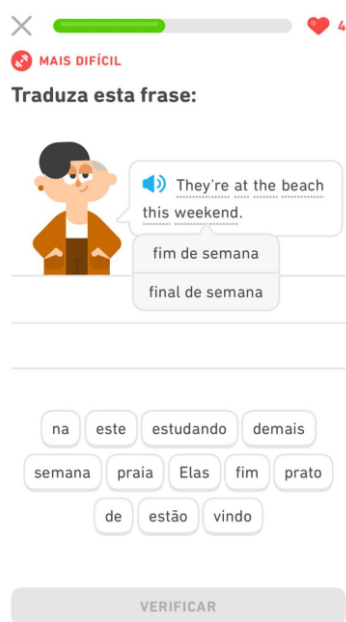 4
MAIS DIFÍCIL
Traduza esta frase:
They're at the beach
this weekend.
fim de semana
final de semana
na este estudando demais
semana praia Elas fim prato
de estão vindo
VERIFICAR